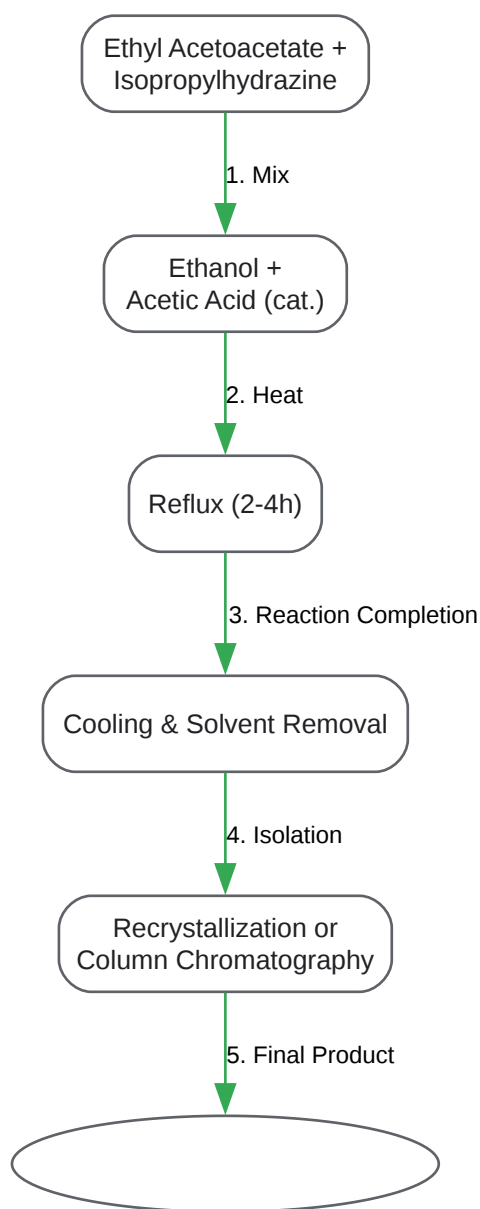 Ethyl Acetoacetate +
Isopropylhydrazine
1. Mix
Ethanol +
Acetic Acid (cat.)
2. Heat
Reflux (2-4h)
3. Reaction Completion
Cooling & Solvent Removal
4. Isolation
Recrystallization or
Column Chromatography
5. Final Product